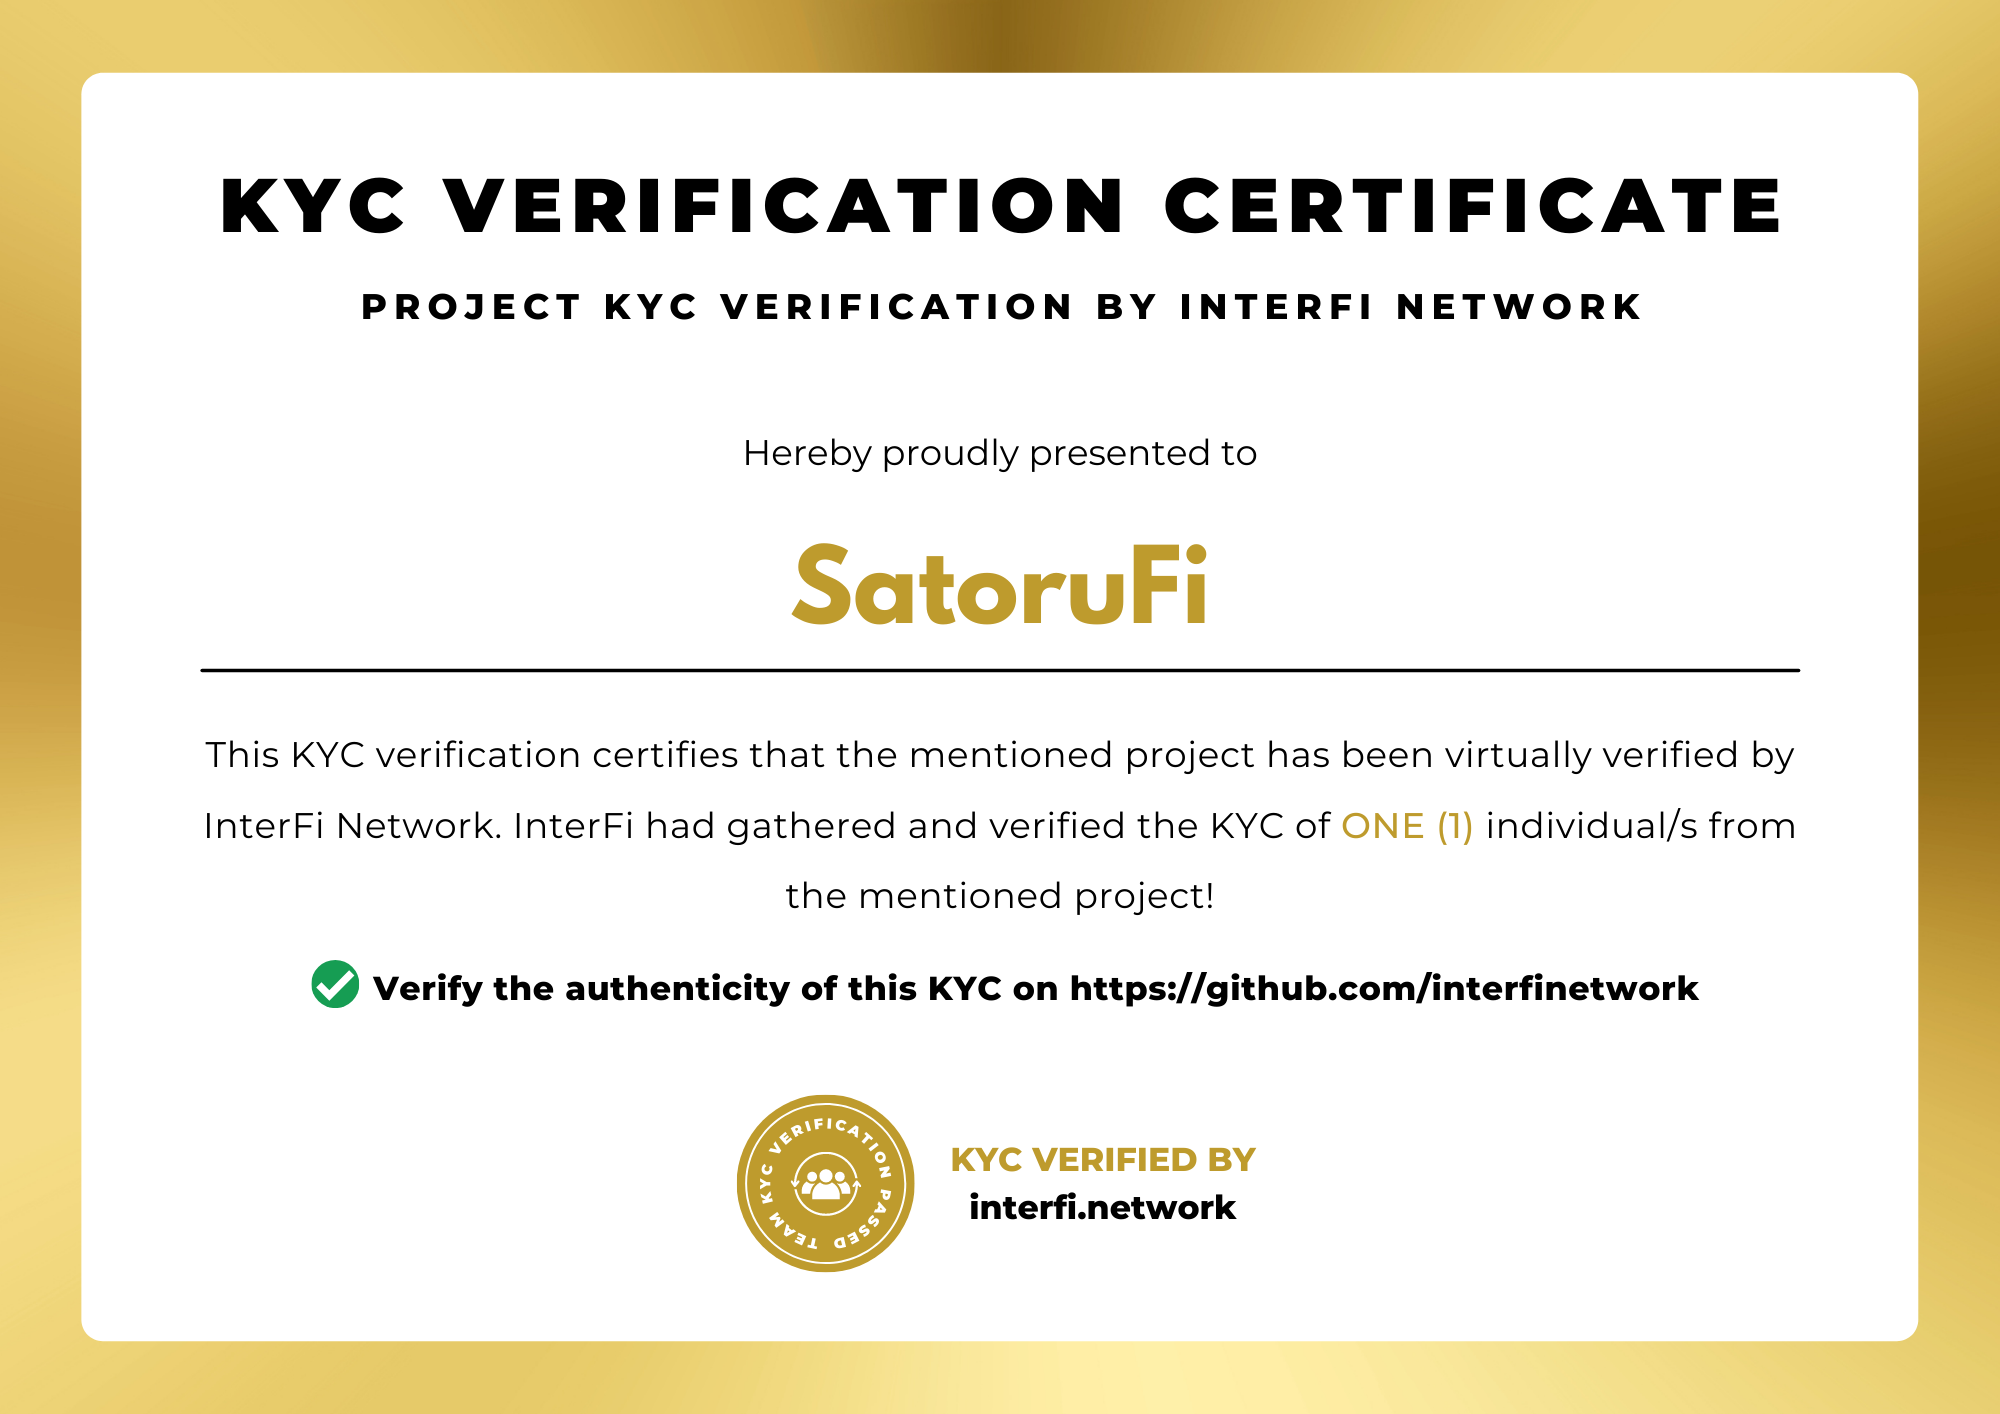 KYC VERIFICATION CERTIFICATE
PROJECT KYC VERIFICATION BY INTERFI NETWORK
Hereby proudly presented to
SatoruFi
This KYC verification certifies that the mentioned project has been virtually verified by
InterFi Network. InterFi had gathered and verified the KYC of ONE (1) individual/s from
the mentioned project!
Verify the authenticity of this KYC on https://github.com/interfinetwork
TEAM KYC VERIFICATION PASSED
KYC VERIFIED BY
interfi.network